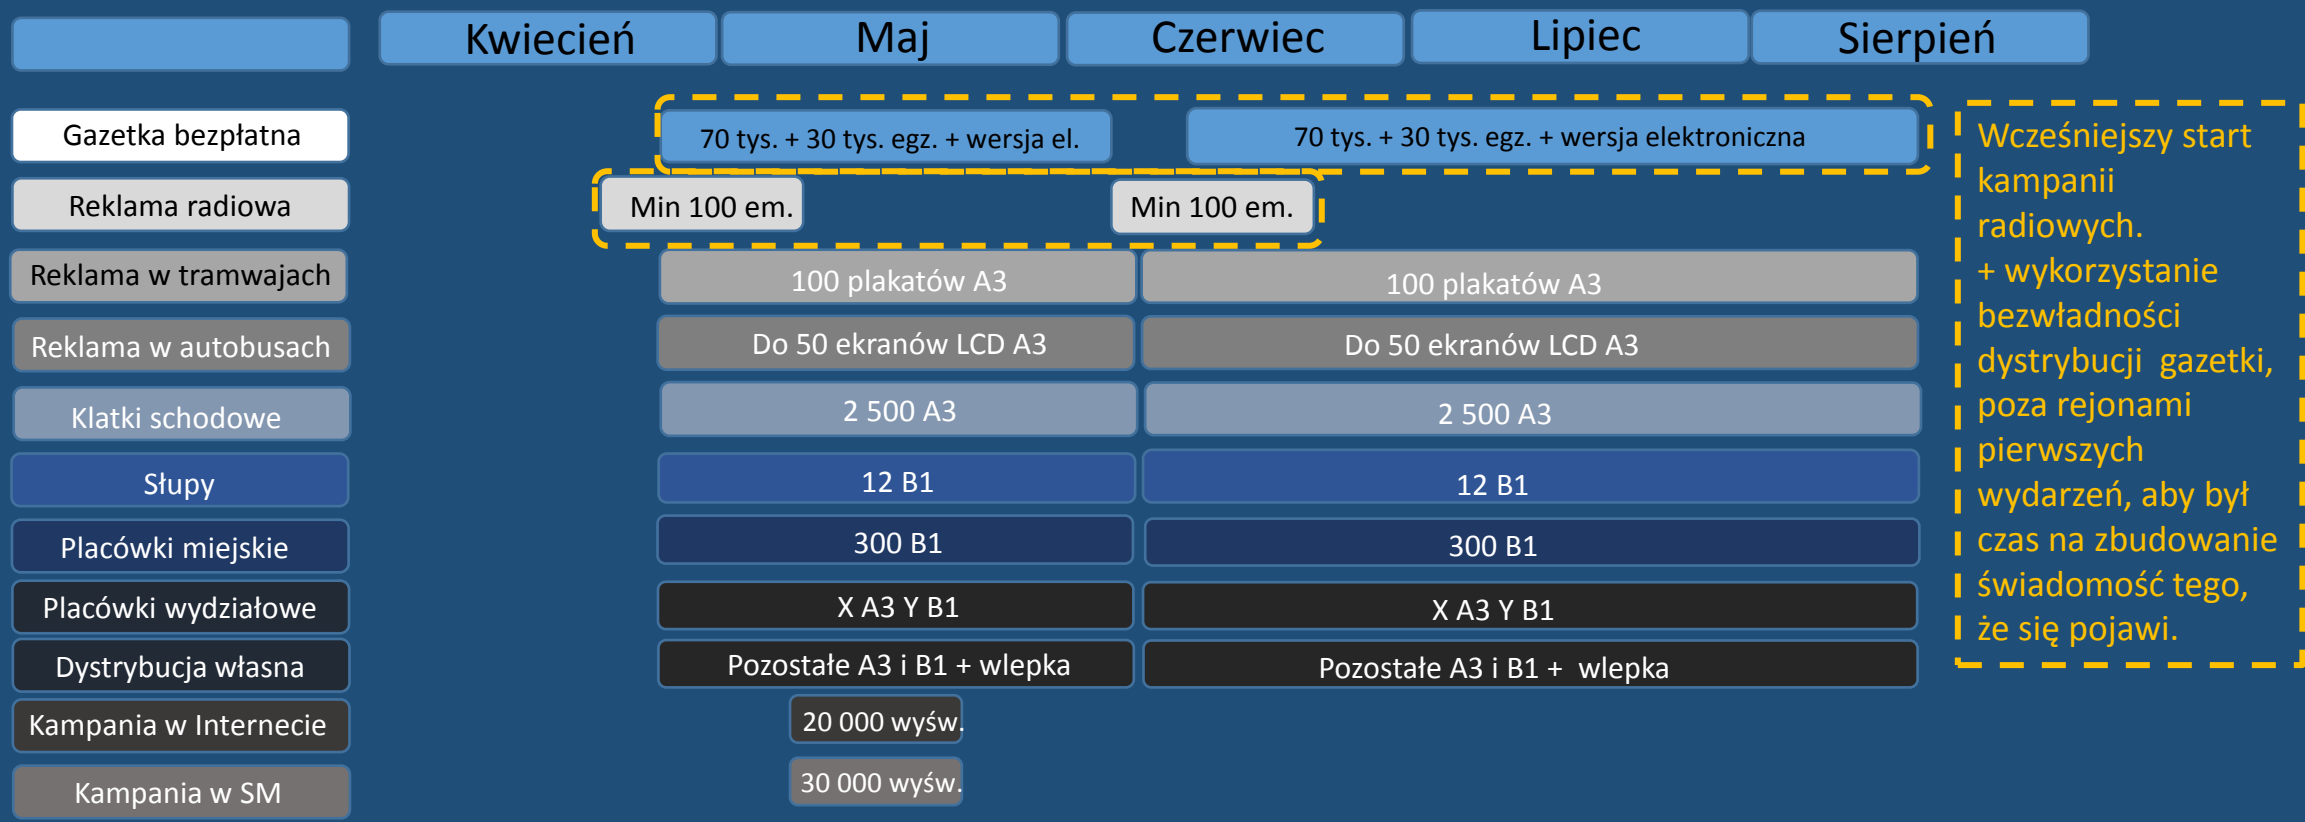 Kwiecień Maj Czerwiec Lipiec Sierpień
Gazetka bezpłatna
70 tys. + 30 tys. egz. + wersja el.
70 tys. + 30 tys. egz. + wersja elektroniczna
Reklama radiowa
Min 100 em.
Min 100 em.
Reklama w tramwajach
100 plakatów A3
100 plakatów A3
Reklama w autobusach
Do 50 ekranów LCD A3
Do 50 ekranów LCD A3
Klatki schodowe
2 500 A3
2 500 A3
Słupy
12 B1
12 B1
Placówki miejskie
300 B1
300 B1
Placówki wydziałowe
X A3 Y B1
X A3 Y B1
Dystrybucja własna
Pozostałe A3 i B1 + wlepka
Pozostałe A3 i B1 + wlepka
Kampania w Internecie
20 000 wyśw.
Kampania w SM
30 000 wyśw.
Wcześniejszy start
kampanii
radiowych.
+ wykorzystanie
bezwładności
dystrybucji gazetki,
poza rejonami
pierwszych
wydarzeń, aby był
czas na zbudowanie
świadomość tego,
że się pojawi.